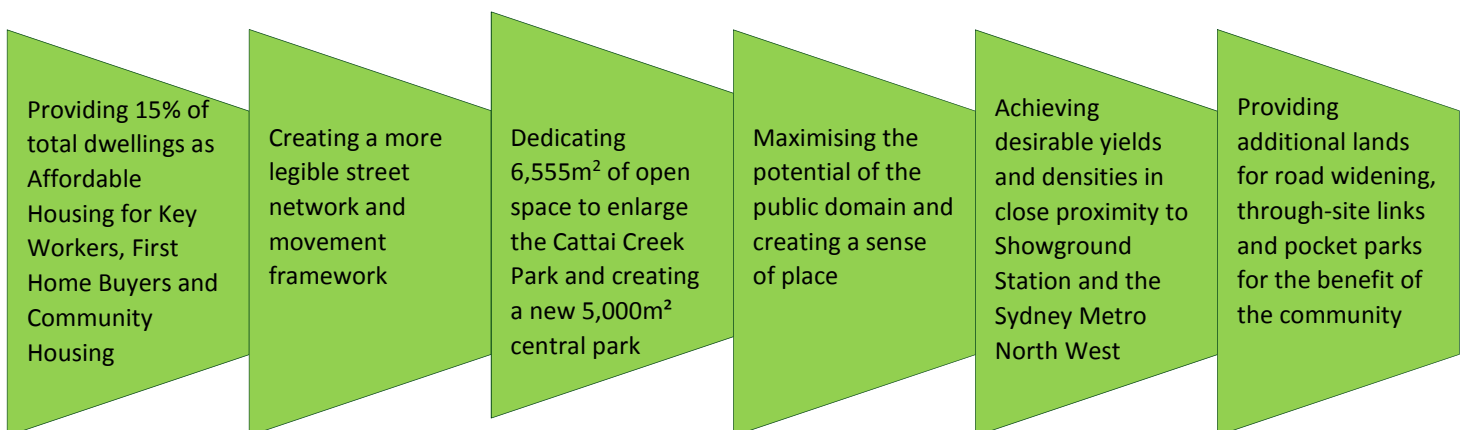 Providing 15% of
total dwellings as
Affordable
Housing for Key
Workers, First
Home Buyers and
Community
Housing
Creating a more
legible street
network and
movement
framework
Dedicating
6,555m² of open
space to enlarge
the Cattai Creek
Park and creating
a new 5,000m²
central park
Maximising the
potential of the
public domain and
creating a sense
of place
Achieving
desirable yields
and densities in
close proximity to
Showground
Station and the
Sydney Metro
North West
Providing
additional lands
for road widening,
through-site links
and pocket parks
for the benefit of
the community